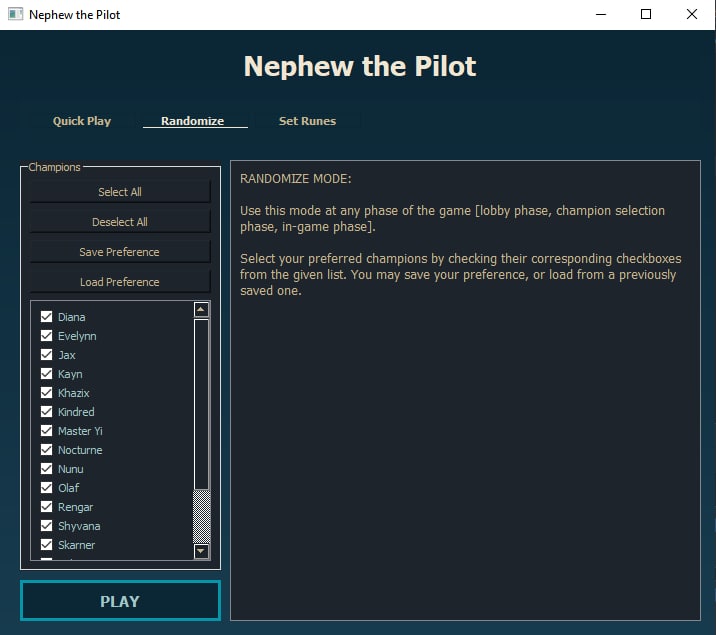 Nephew the Pilot
Nephew the Pilot
Quick Play
Randomize
Set Runes
Champions
Select All
Deselect All
Save Preference
Load Preference
Diana
Evelynn
Jax
Kayn
Khazix
Kindred
Master Yi
Nocturne
Nunu
Olaf
Rengar
Shyvana
Skarner
PLAY
RANDOMIZE MODE:
Use this mode at any phase of the game [lobby phase, champion selection
phase, in-game phase].
Select your preferred champions by checking their corresponding checkboxes
from the given list. You may save your preference, or load from a previously
saved one.